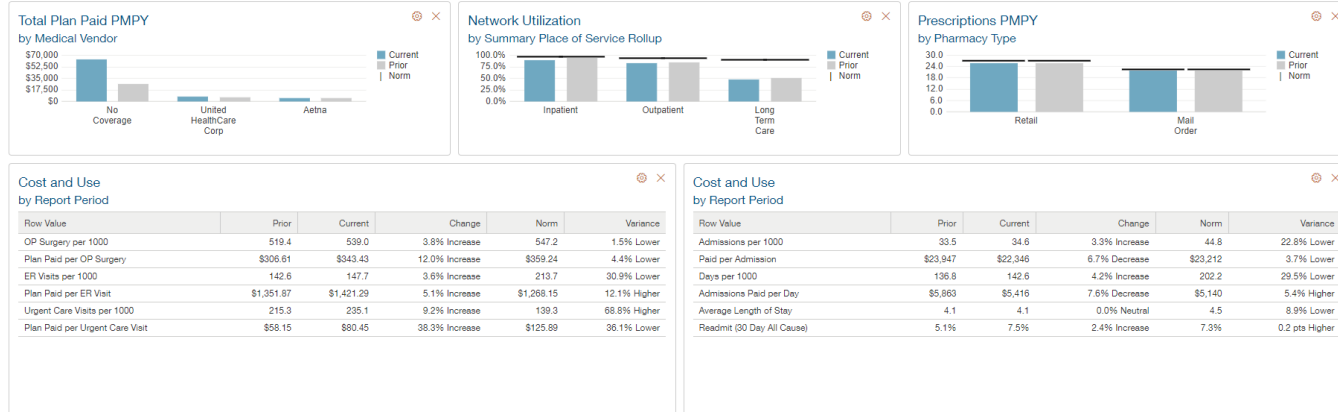 Total Plan Paid PMPY
by Medical Vendor
$70,000
$52,500
$35,000
$17,500
$0
No
Coverage
United
HealthCare
Corp
Aetna
Current
Prior
Norm
Network Utilization
by Summary Place of Service Rollup
100.0%
75.0%
50.0%
25.0%
0.0%
Inpatient
Outpatient
Long
Term
Care
Current
Prior
Norm
Prescriptions PMPY
by Pharmacy Type
30.0
24.0
18.0
12.0
6.0
0.0
Retail
Mail
Order
Current
Prior
Norm
Cost and Use
by Report Period
Row Value Prior Current Change Norm Variance
OP Surgery per 1000 519.4 539.0 3.8% Increase 547.2 1.5% Lower
Plan Paid per OP Surgery $306.61 $343.43 12.0% Increase $359.24 4.4% Lower
ER Visits per 1000 142.6 147.7 3.6% Increase 213.7 30.9% Lower
Plan Paid per ER Visit $1,351.87 $1,421.29 5.1% Increase $1,268.15 12.1% Higher
Urgent Care Visits per 1000 215.3 235.1 9.2% Increase 139.3 68.8% Higher
Plan Paid per Urgent Care Visit $58.15 $80.45 38.3% Increase $125.89 36.1% Lower
Cost and Use
by Report Period
Row Value Prior Current Change Norm Variance
Admissions per 1000 33.5 34.6 3.3% Increase 44.8 22.8% Lower
Paid per Admission $23,947 $22,346 6.7% Decrease $23,212 3.7% Lower
Days per 1000 136.8 142.6 4.2% Increase 202.2 29.5% Lower
Admissions Paid per Day $5,863 $5,416 7.6% Decrease $5,140 5.4% Higher
Average Length of Stay 4.1 4.1 0.0% Neutral 4.5 8.9% Lower
Readmit (30 Day All Cause) 5.1% 7.5% 2.4% Increase 7.3% 0.2 pts Higher